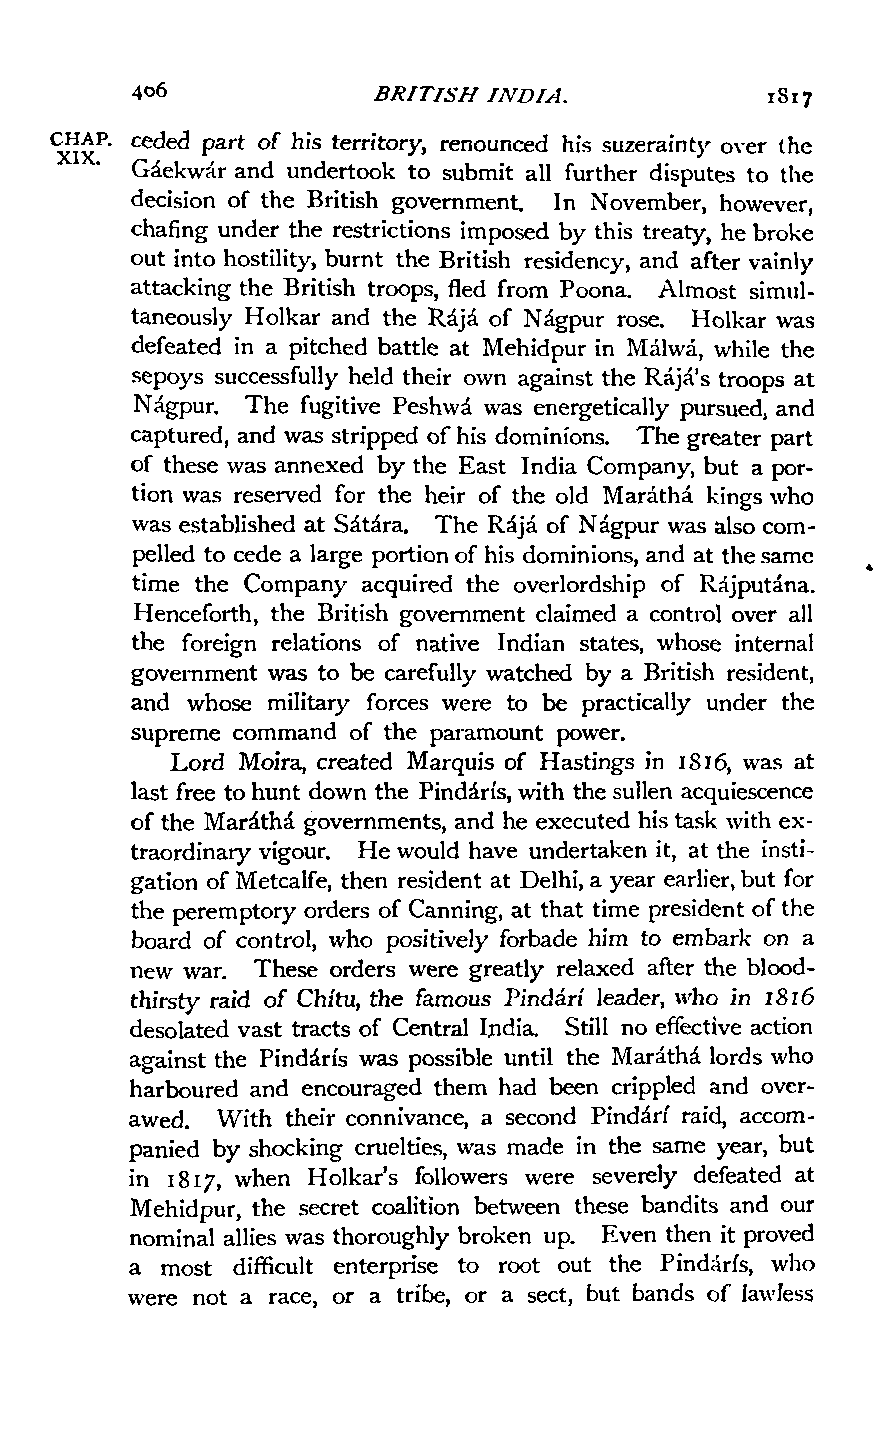 406 BRITISH INDIA. 1817
CHAP. XIX.
ceded part of his territory, renounced his suzerainty over the
Gáekwár and undertook to submit all further disputes to the
decision of the British government. In November, however,
chafing under the restrictions imposed by this treaty, he broke
out into hostility, burnt the British residency, and after vainly
attacking the British troops, fled from Poona. Almost simul-
taneously Holkar and the Rájá of Nágpur rose. Holkar was
defeated in a pitched battle at Mehidpur in Málwá, while the
sepoys successfully held their own against the Rájá's troops at
Nágpur. The fugitive Peshwá was energetically pursued, and
captured, and was stripped of his dominions. The greater part
of these was annexed by the East India Company, but a por-
tion was reserved for the heir of the old Maráthá kings who
was established at Sátára. The Rájá of Nágpur was also com-
pelled to cede a large portion of his dominions, and at the same
time the Company acquired the overlordship of Rájputána.
Henceforth, the British government claimed a control over all
the foreign relations of native Indian states, whose internal
government was to be carefully watched by a British resident,
and whose military forces were to be practically under the
supreme command of the paramount power.
Lord Moira, created Marquis of Hastings in 1816, was at
last free to hunt down the Pindárís, with the sullen acquiescence
of the Maráthá governments, and he executed his task with ex-
traordinary vigour. He would have undertaken it, at the insti-
gation of Metcalfe, then resident at Delhi, a year earlier, but for
the peremptory orders of Canning, at that time president of the
board of control, who positively forbade him to embark on a
new war. These orders were greatly relaxed after the blood-
thirsty raid of Chítu, the famous Pindárí leader, who in 1816
desolated vast tracts of Central India. Still no effective action
against the Pindárís was possible until the Maráthá lords who
harboured and encouraged them had been crippled and over-
awed. With their connivance, a second Pindárí raid, accom-
panied by shocking cruelties, was made in the same year, but
in 1817, when Holkar's followers were severely defeated at
Mehidpur, the secret coalition between these bandits and our
nominal allies was thoroughly broken up. Even then it proved
a most difficult enterprise to root out the Pindárís, who
were not a race, or a tribe, or a sect, but bands of lawless